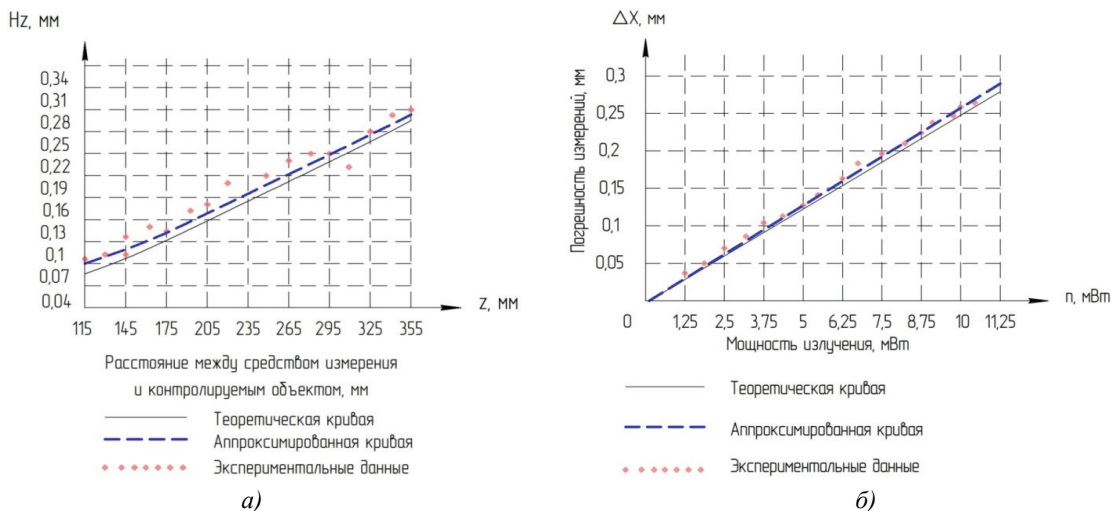 Hz, мм
0,34
0,31
0,28
0,25
0,22
0,19
0,16
0,13
0,1
0,07
0,04
115 145 175 205 235 265 295 325 355
z, мм
Расстояние между средством измерения
и контролируемым объектом, мм
Теоретическая кривая
Аппроксимированная кривая
Экспериментальные данные
а)
ΔX, мм
Погрешность измерений, мм
0,3
0,25
0,2
0,15
0,1
0,05
0 1,25 2,5 3,75 5 6,25 7,5 8,75 10 11,25
n, мВт
Мощность излучения, мВт
Теоретическая кривая
Аппроксимированная кривая
Экспериментальные данные
б)